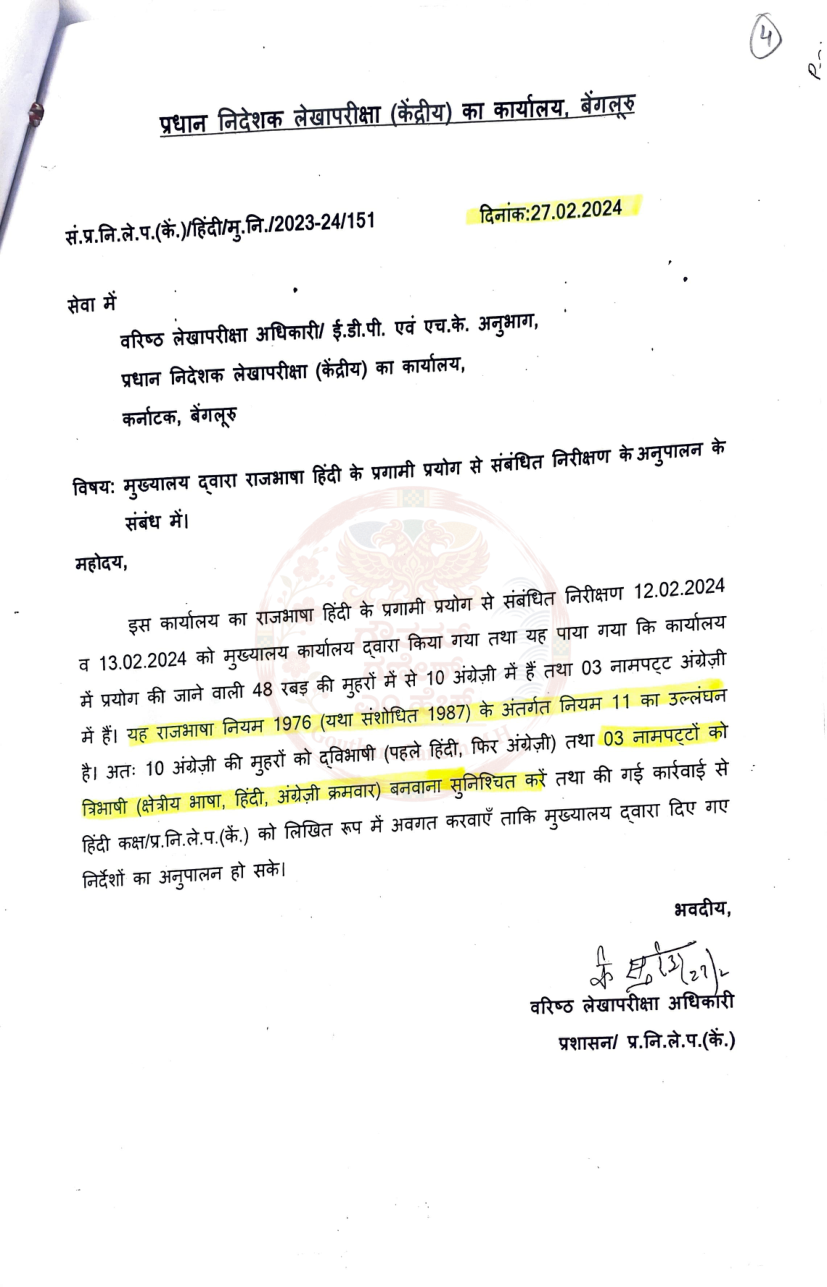 4
प्रधान निदेशक लेखापरीक्षा (केंद्रीय) का कार्यालय, बेंगलूरु
सं.प्र.नि.ले.प.(कें.)/हिंदी/मु.नि./2023-24/151 दिनांक:27.02.2024
सेवा में
वरिष्ठ लेखापरीक्षा अधिकारी/ ई.डी.पी. एवं एच.के. अनुभाग,
प्रधान निदेशक लेखापरीक्षा (केंद्रीय) का कार्यालय,
कर्नाटक, बेंगलूरु
विषय: मुख्यालय द्वारा राजभाषा हिंदी के प्रगामी प्रयोग से संबंधित निरीक्षण के अनुपालन के
संबंध में।
महोदय,
इस कार्यालय का राजभाषा हिंदी के प्रगामी प्रयोग से संबंधित निरीक्षण 12.02.2024
व 13.02.2024 को मुख्यालय कार्यालय द्वारा किया गया तथा यह पाया गया कि कार्यालय
में प्रयोग की जाने वाली 48 रबड़ की मुहरों में से 10 अंग्रेज़ी में हैं तथा 03 नामपट्ट अंग्रेज़ी
में हैं। यह राजभाषा नियम 1976 (यथा संशोधित 1987) के अंतर्गत नियम 11 का उल्लंघन
है। अतः 10 अंग्रेज़ी की मुहरों को द्विभाषी (पहले हिंदी, फिर अंग्रेज़ी) तथा 03 नामपट्टों को
त्रिभाषी (क्षेत्रीय भाषा, हिंदी, अंग्रेज़ी क्रमवार) बनवाना सुनिश्चित करें तथा की गई कार्रवाई से
हिंदी कक्ष/प्र.नि.ले.प.(कें.) को लिखित रूप में अवगत करवाएँ ताकि मुख्यालय द्वारा दिए गए
निर्देशों का अनुपालन हो सके।
भवदीय,
वरिष्ठ लेखापरीक्षा अधिकारी
प्रशासन/ प्र.नि.ले.प.(कें.)